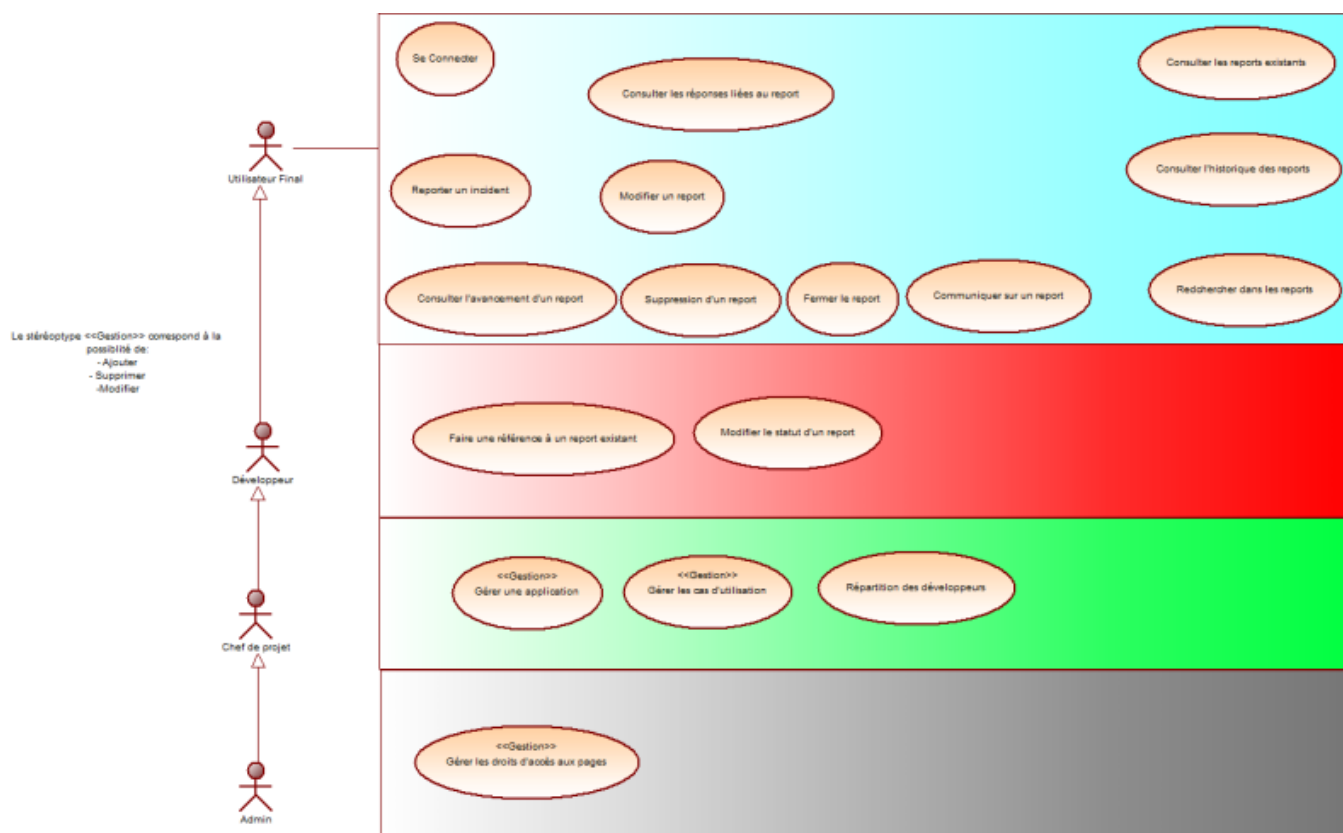 Se Connecter
Consulter les réponses liées au report
Consulter les reports existants
Utilisateur Final
Reporter un incident
Modifier un report
Consulter l'historique des reports
Consulter l'avancement d'un report
Suppression d'un report
Fermer le report
Communiquer sur un report
Redchercher dans les reports
Le stéréotype <<Gestion>> correspond à la
possiblité de:
- Ajouter
- Supprimer
-Modifier
Développeur
Faire une référence à un report existant
Modifier le statut d'un report
Chef de projet
<<Gestion>>
Gérer une application
<<Gestion>>
Gérer les cas d'utilisation
Répartition des développeurs
Admin
<<Gestion>>
Gérer les droits d'accès aux pages